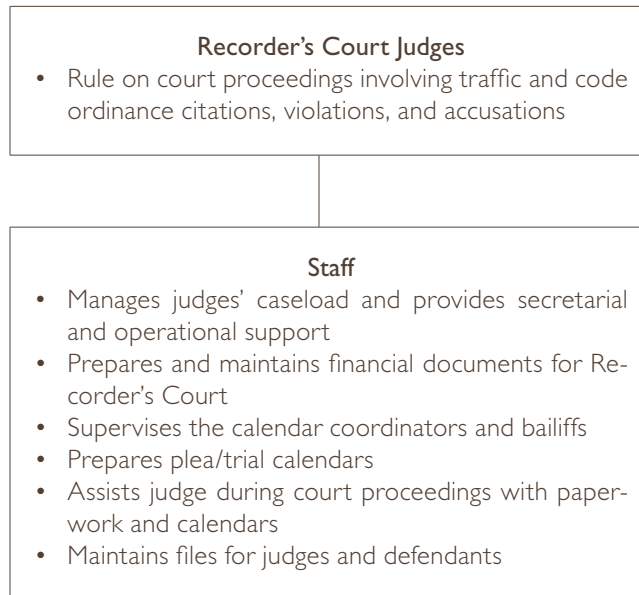 Recorder’s Court Judges
• Rule on court proceedings involving traffic and code
ordinance citations, violations, and accusations
Staff
• Manages judges’ caseload and provides secretarial
and operational support
• Prepares and maintains financial documents for Re-
corder’s Court
• Supervises the calendar coordinators and bailiffs
• Prepares plea/trial calendars
• Assists judge during court proceedings with paper-
work and calendars
• Maintains files for judges and defendants